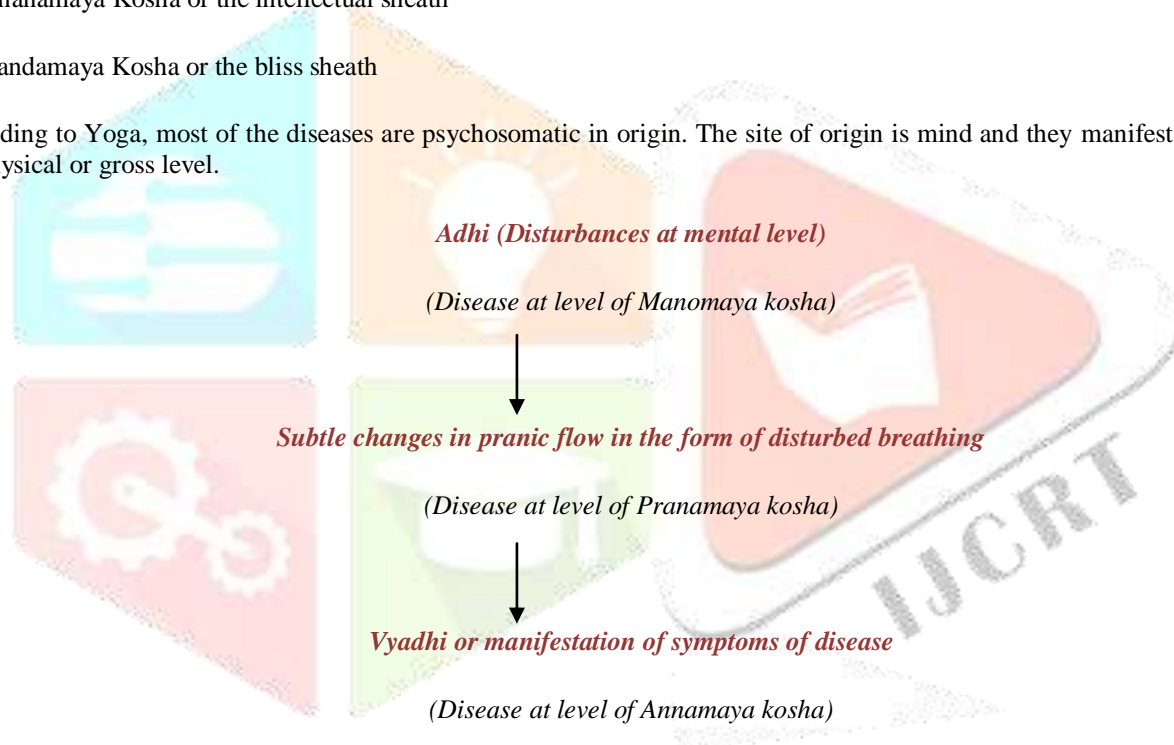 or the intellectual sheath
andamaya Kosha or the bliss sheath
ding to Yoga, most of the diseases are psychosomatic in origin. The site of origin is mind and they manifest
ysical or gross level.
Adhi (Disturbances at mental level)
(Disease at level of Manomaya kosha)
Subtle changes in pranic flow in the form of disturbed breathing
(Disease at level of Pranamaya kosha)
IJCRT
Vyadhi or manifestation of symptoms of disease
(Disease at level of Annamaya kosha)